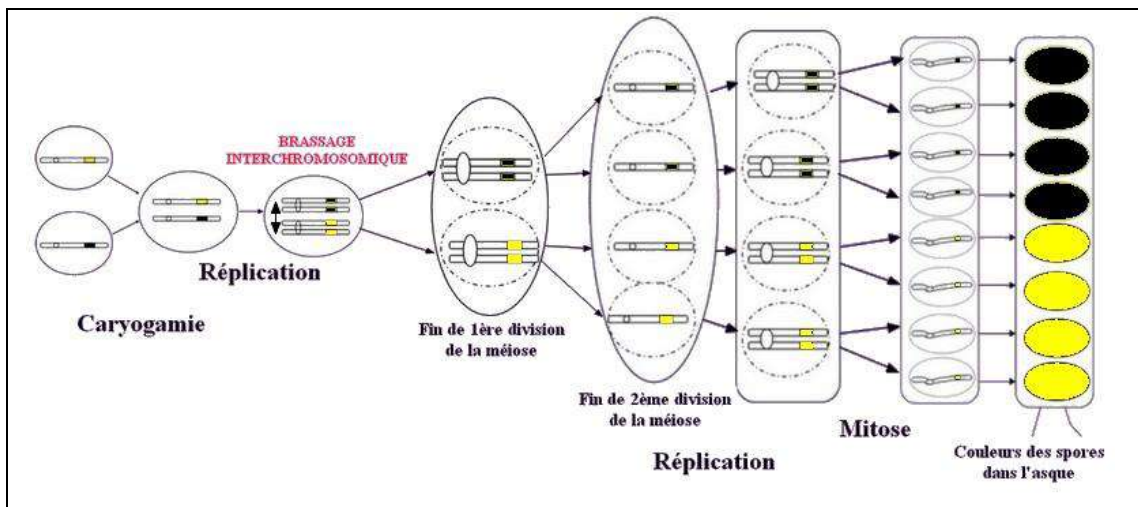 BRASSAGE
INTERCHROMOSOMIQUE
Réplication
Caryogamie
Fin de 1ère division
de la méiose
Fin de 2ème division
de la méiose
Réplication
Mitose
Couleurs des spores
dans l'asque